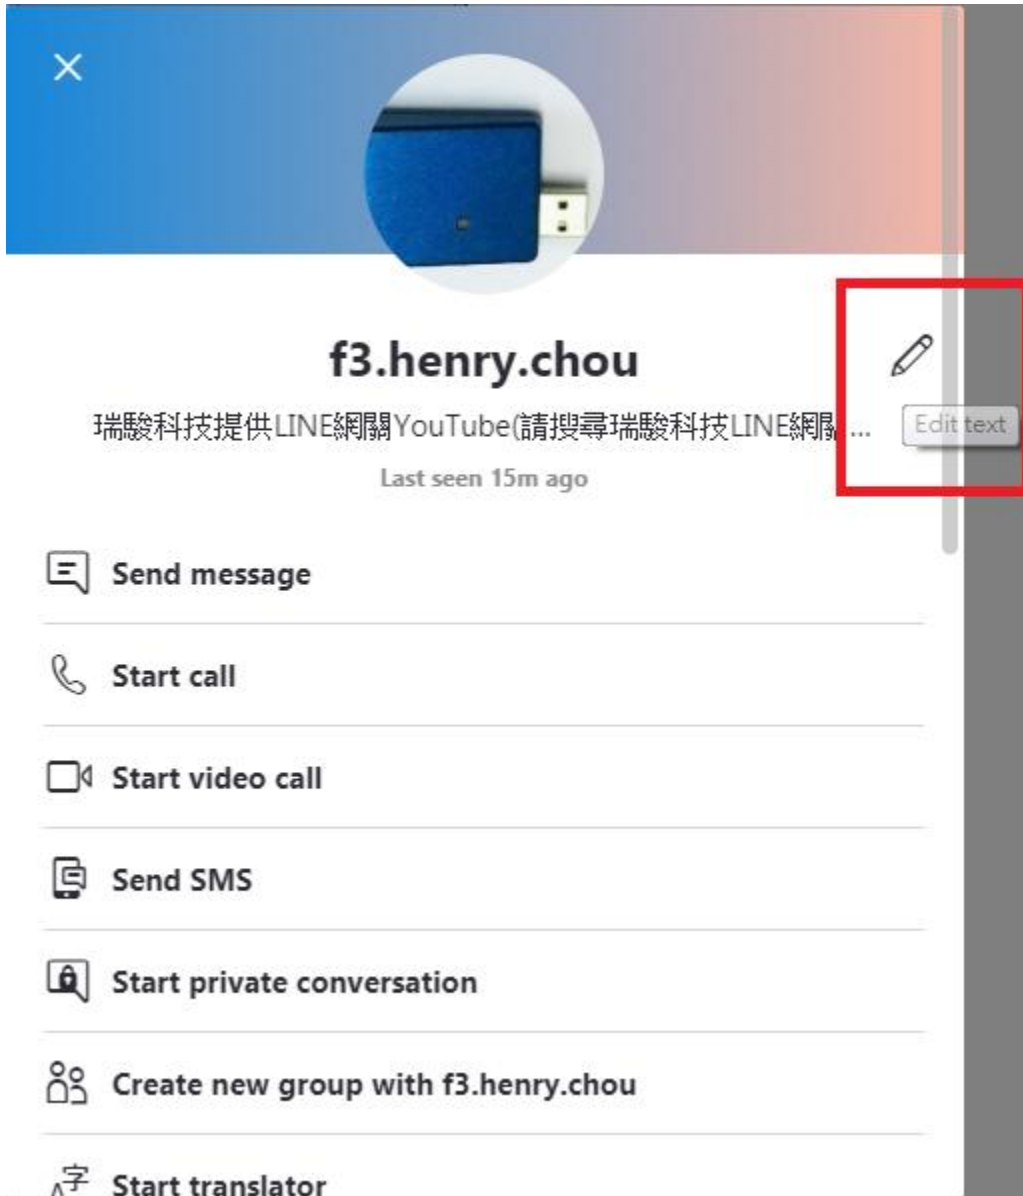 f3.henry.chou
瑞駿科技提供LINE網關YouTube(請搜尋瑞駿科技LINE網關...
Edit text
Last seen 15m ago
Send message
Start call
Start video call
Send SMS
Start private conversation
Create new group with f3.henry.chou
Start translator